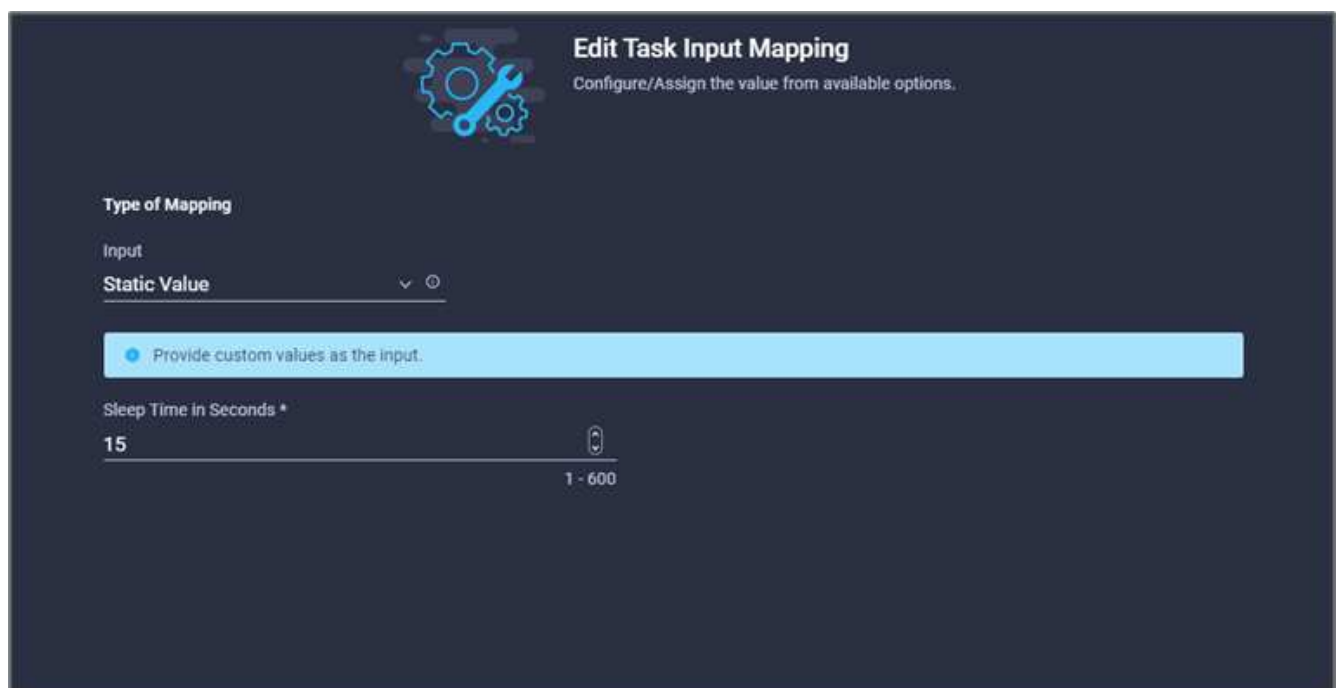 Edit Task Input Mapping
Configure/Assign the value from available options.
Type of Mapping
Input
Static Value
Provide custom values as the input.
Sleep Time in Seconds *
15
1 - 600